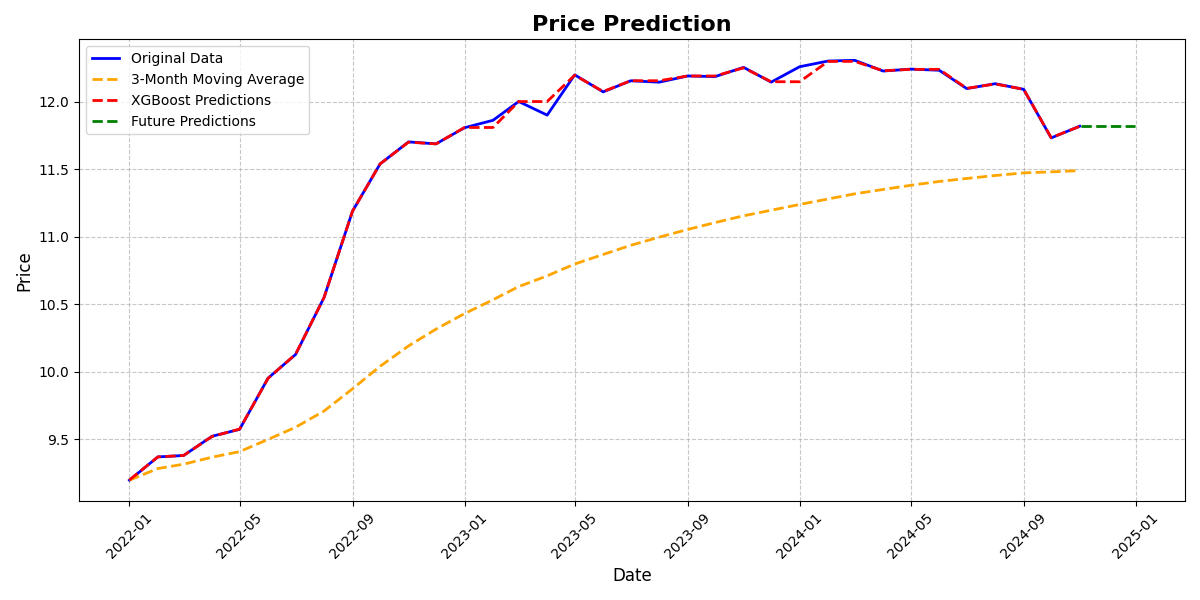 Price Prediction
Original Data
3-Month Moving Average
XGBoost Predictions
Future Predictions
Price
12.0
11.5
11.0
10.5
10.0
9.5
2022-01
2022-05
2022-09
2023-01
2023-05
2023-09
2024-01
2024-05
2024-09
2025-01
Date